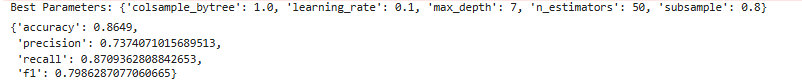 Best Parameters: {'colsample_bytree': 1.0, 'learning_rate': 0.1, 'max_depth': 7, 'n_estimators': 50, 'subsample': 0.8}
{'accuracy': 0.8649,
'precision': 0.7374071015689513,
'recall': 0.8709362808842653,
'f1': 0.7986287077060665}